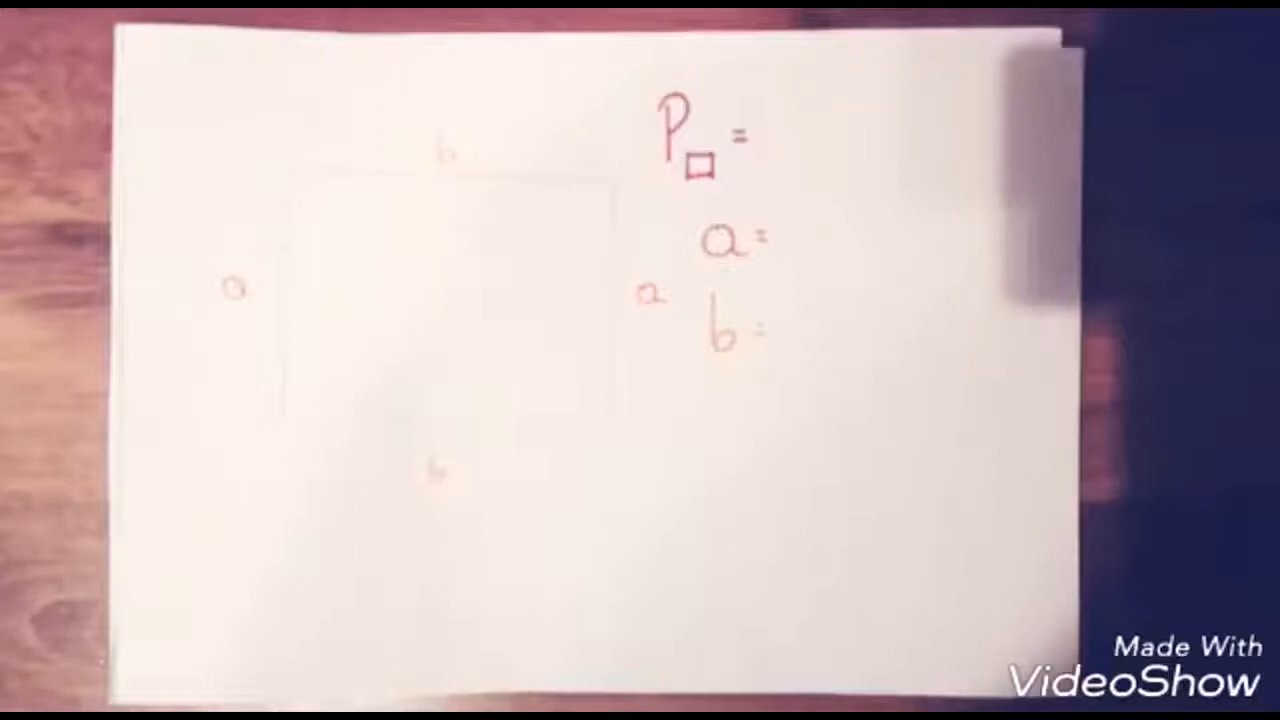 b
P□ =
a a a =
b =
b
Made With
VideoShow